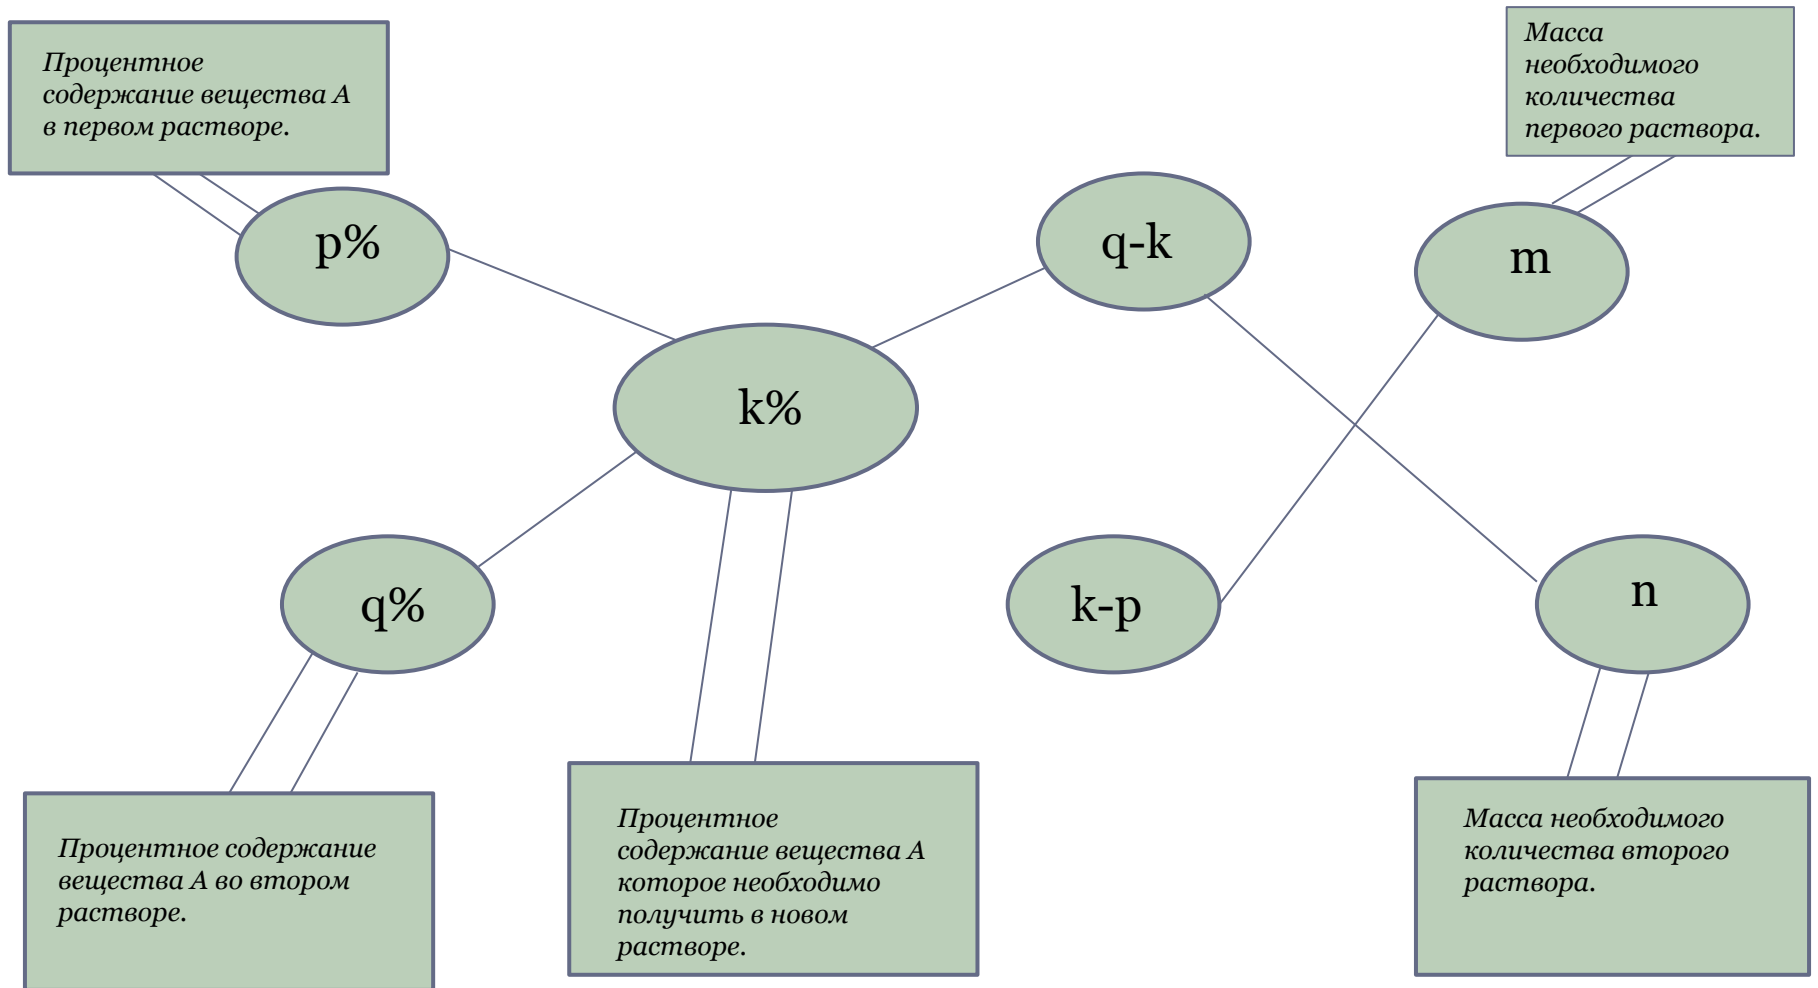 Процентное
содержание вещества А
в первом растворе.
Масса
необходимого
количества
первого раствора.
p%
q-k
m
k%
q%
k-p
n
Процентное содержание
вещества А во втором
растворе.
Процентное
содержание вещества А
которое необходимо
получить в новом
растворе.
Масса необходимого
количества второго
раствора.